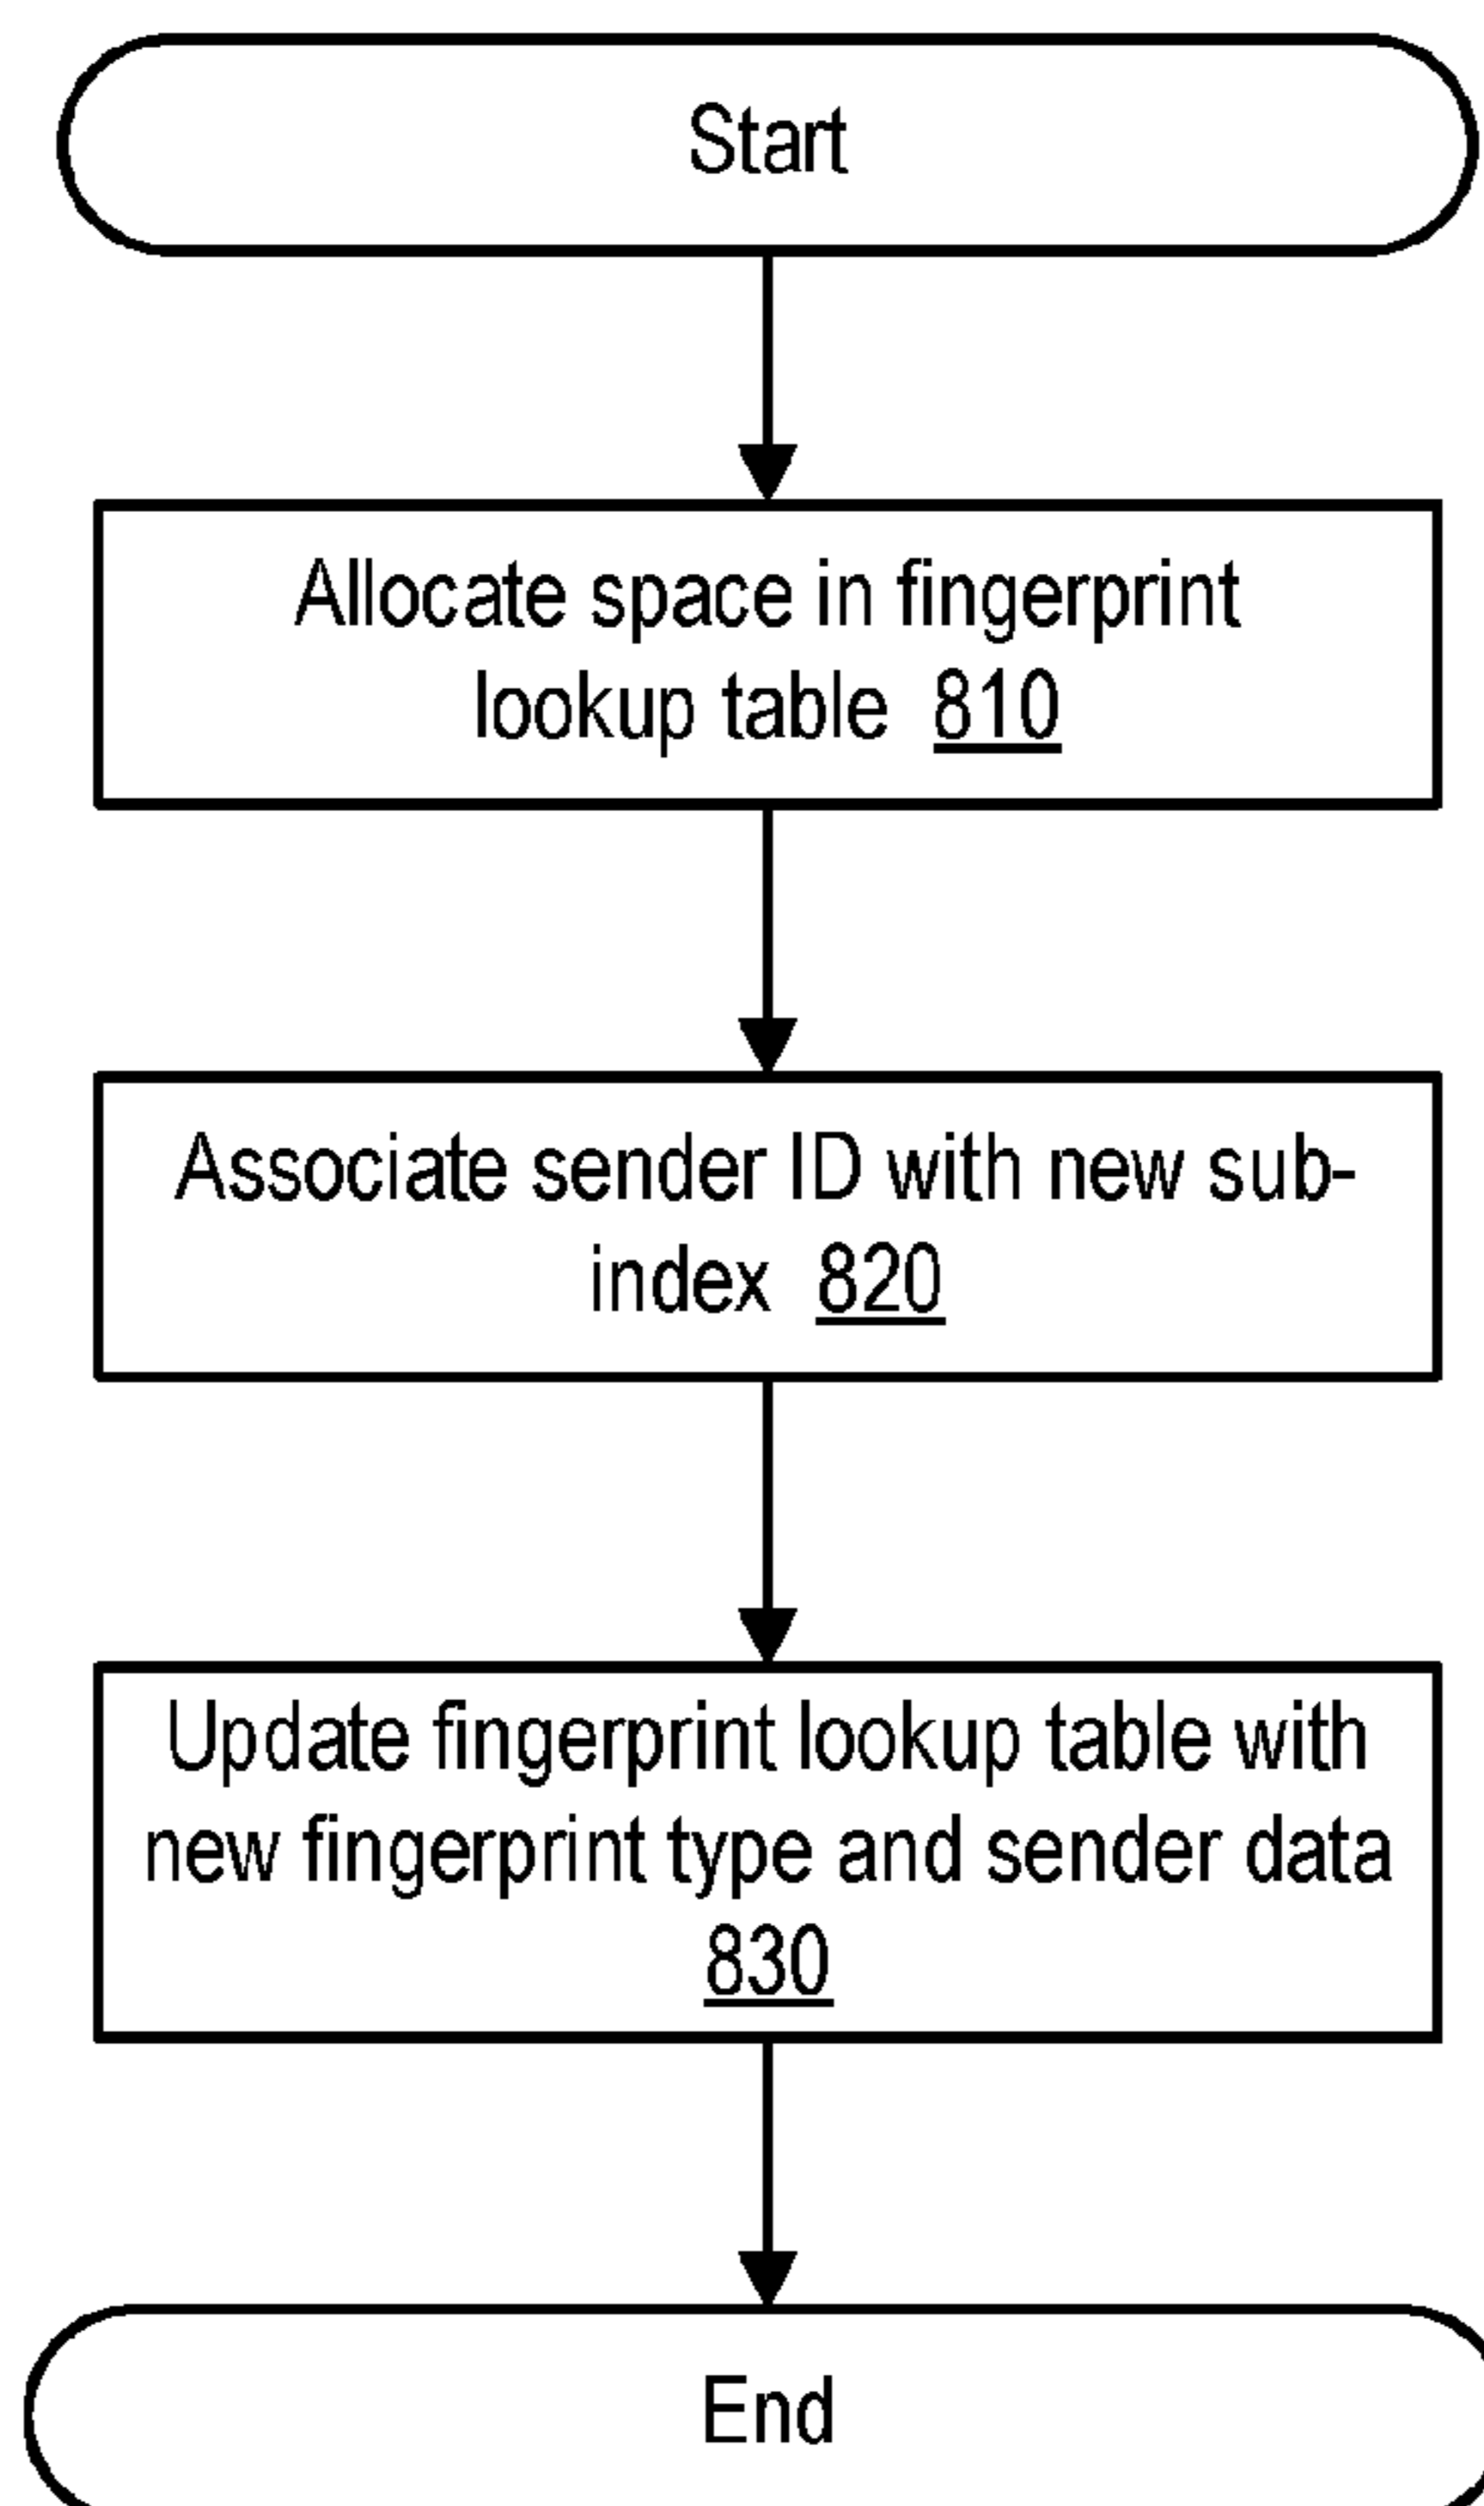 Start
Allocate space in fingerprint
lookup table 810
Associate sender ID with new sub-
index 820
Update fingerprint lookup table with
new fingerprint type and sender data
830
End